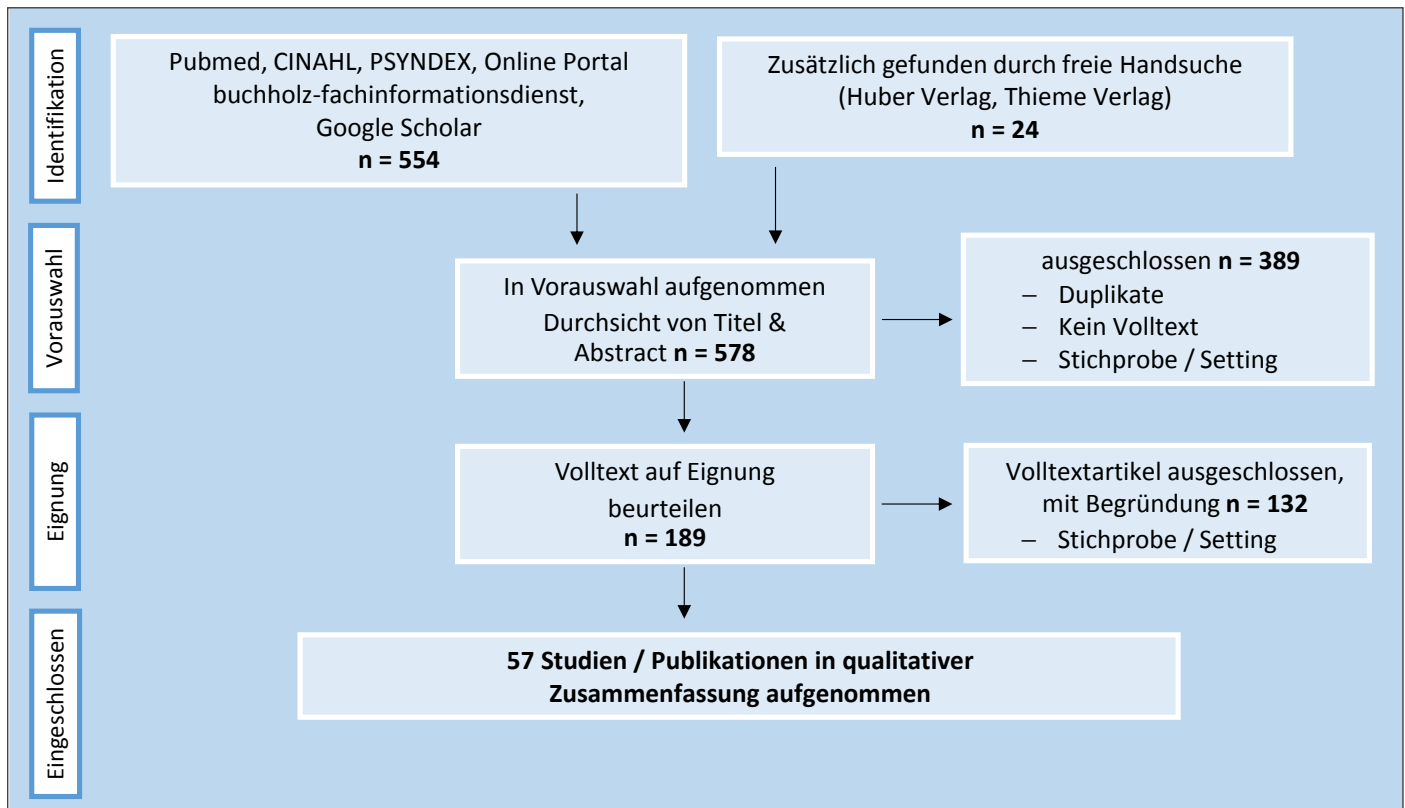 Identifikation
Pubmed, CINAHL, PSYNDEX, Online Portal
buchholz-fachinformationsdienst,
Google Scholar
n = 554
Zusätzlich gefunden durch freie Handsuche
(Huber Verlag, Thieme Verlag)
n = 24
Vorauswahl
In Vorauswahl aufgenommen
Durchsicht von Titel &
Abstract n = 578
ausgeschlossen n = 389
– Duplikate
– Kein Volltext
– Stichprobe / Setting
Eignung
Volltext auf Eignung
beurteilen
n = 189
Volltextartikel ausgeschlossen,
mit Begründung n = 132
– Stichprobe / Setting
Eingeschlossen
57 Studien / Publikationen in qualitativer
Zusammenfassung aufgenommen